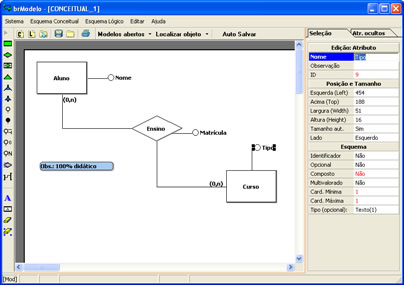 brModelo - [CONCEITUAL_1]
Sistema Esquema Conceitual Esquema Lógico Editar Ajuda
Modelos abertos Localizar objeto Auto Salvar
Seleção Atr. ocultos
Edição: Atributo
Nome Tipo
Observação
ID 9
Posição e Tamanho
Esquerda (Left) 454
Acima (Top) 188
Largura (Width) 51
Altura (Height) 16
Tamanho aut. Sim
Lado Esquerdo
Esquema
Identificador Não
Opcional Não
Composto Não
Multivalorado Não
Card. Mínima 1
Card. Máxima 1
Tipo (opcional): Texto(1)
Aluno
Nome
(0,n)
Ensino
Matrícula
Tipo
Obs.: 100% didático
(0,n)
Curso
[Mod]